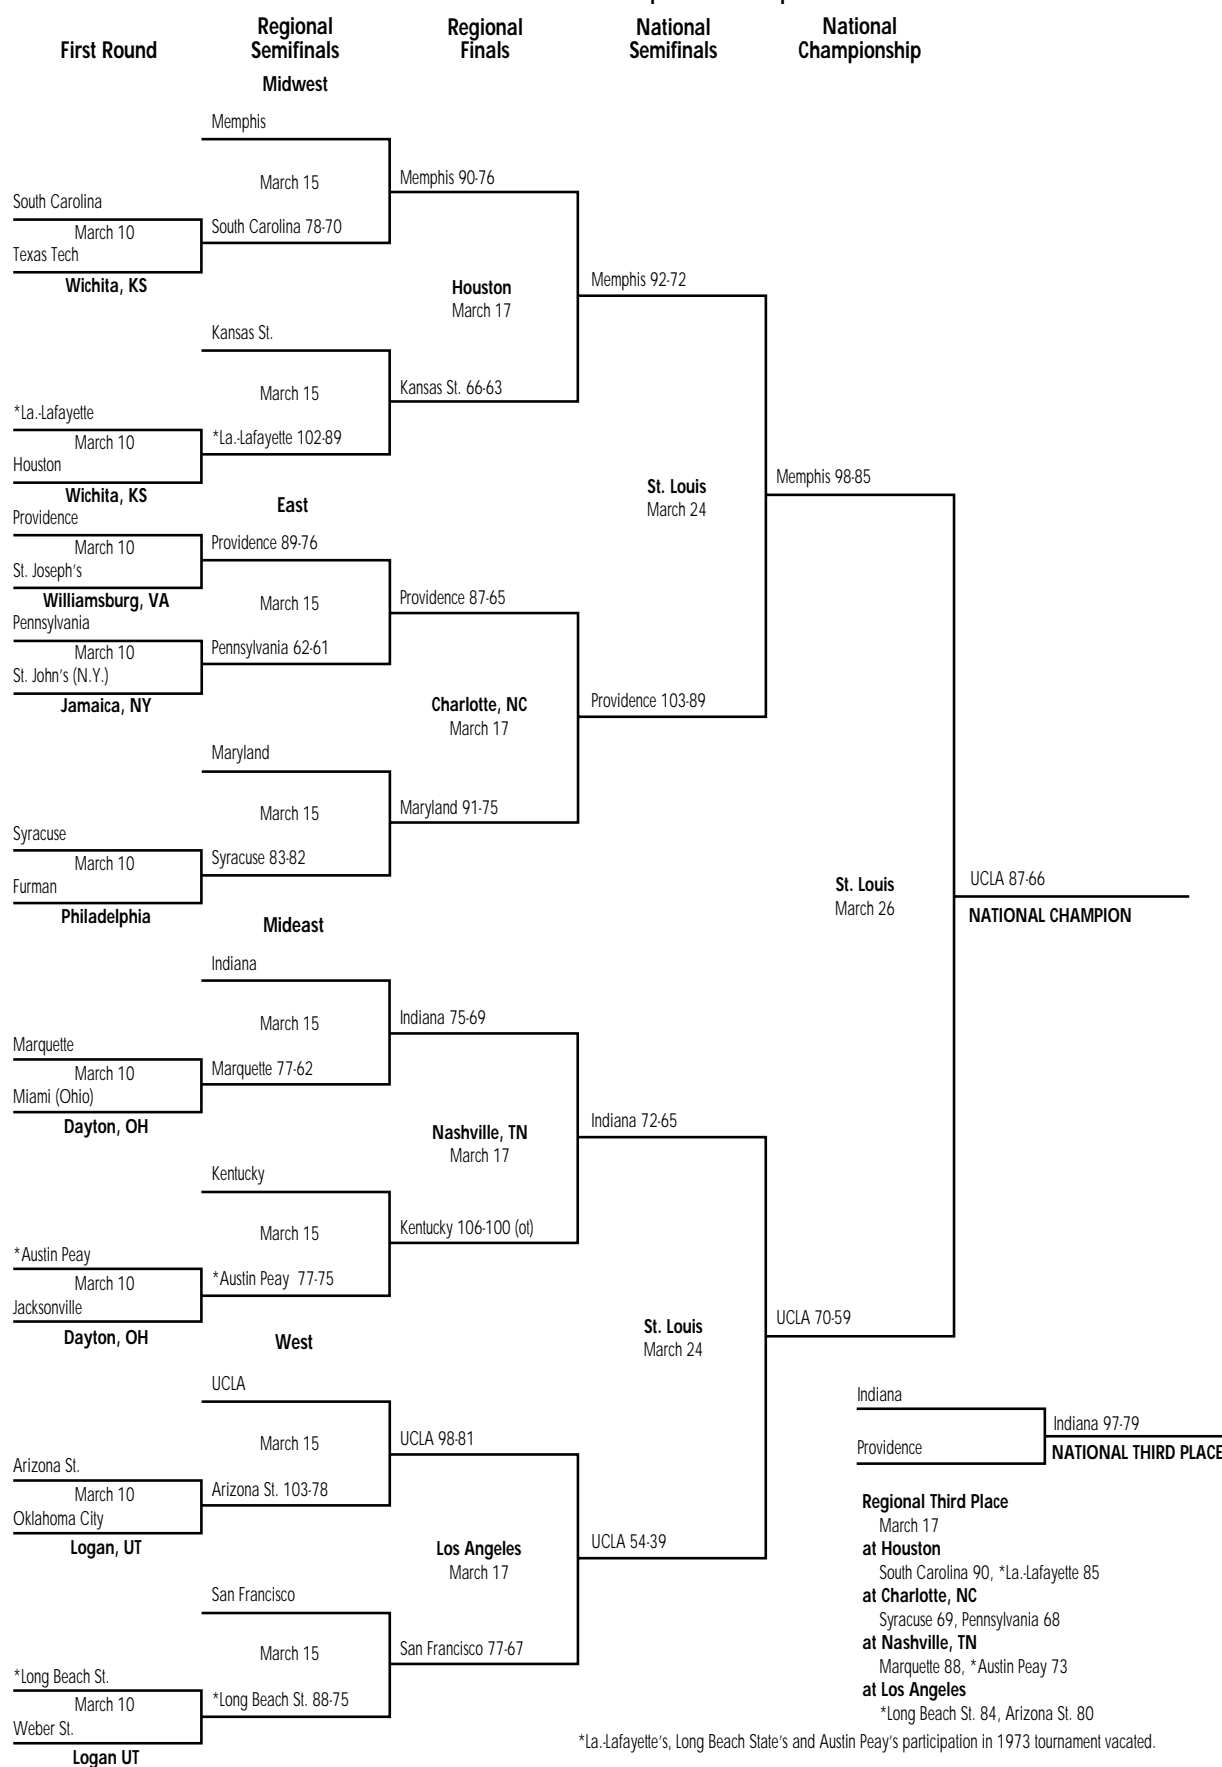 First Round
Regional
Semifinals
Regional
Finals
National
Semifinals
National
Championship
Midwest
Memphis
March 15
Memphis 90-76
South Carolina
March 10
South Carolina 78-70
Texas Tech
Wichita, KS
Houston
March 17
Memphis 92-72
Kansas St.
March 15
Kansas St. 66-63
*La.-Lafayette
March 10
*La.-Lafayette 102-89
Houston
Wichita, KS
St. Louis
March 24
Memphis 98-85
East
Providence
March 10
Providence 89-76
St. Joseph's
Williamsburg, VA
March 15
Providence 87-65
Pennsylvania
March 10
Pennsylvania 62-61
St. John's (N.Y.)
Jamaica, NY
Charlotte, NC
March 17
Providence 103-89
Maryland
March 15
Maryland 91-75
Syracuse
March 10
Syracuse 83-82
Furman
Philadelphia
St. Louis
March 26
UCLA 87-66
NATIONAL CHAMPION
Mideast
Indiana
March 15
Indiana 75-69
Marquette
March 10
Marquette 77-62
Miami (Ohio)
Dayton, OH
Nashville, TN
March 17
Indiana 72-65
Kentucky
March 15
Kentucky 106-100 (ot)
*Austin Peay
March 10
*Austin Peay 77-75
Jacksonville
Dayton, OH
St. Louis
March 24
UCLA 70-59
West
UCLA
March 15
UCLA 98-81
Arizona St.
March 10
Arizona St. 103-78
Oklahoma City
Logan, UT
Los Angeles
March 17
UCLA 54-39
San Francisco
March 15
San Francisco 77-67
*Long Beach St.
March 10
*Long Beach St. 88-75
Weber St.
Logan UT
Indiana
Providence
Indiana 97-79
NATIONAL THIRD PLACE
Regional Third Place
March 17
at Houston
South Carolina 90, *La.-Lafayette 85
at Charlotte, NC
Syracuse 69, Pennsylvania 68
at Nashville, TN
Marquette 88, *Austin Peay 73
at Los Angeles
*Long Beach St. 84, Arizona St. 80
*La.-Lafayette's, Long Beach State's and Austin Peay's participation in 1973 tournament vacated.